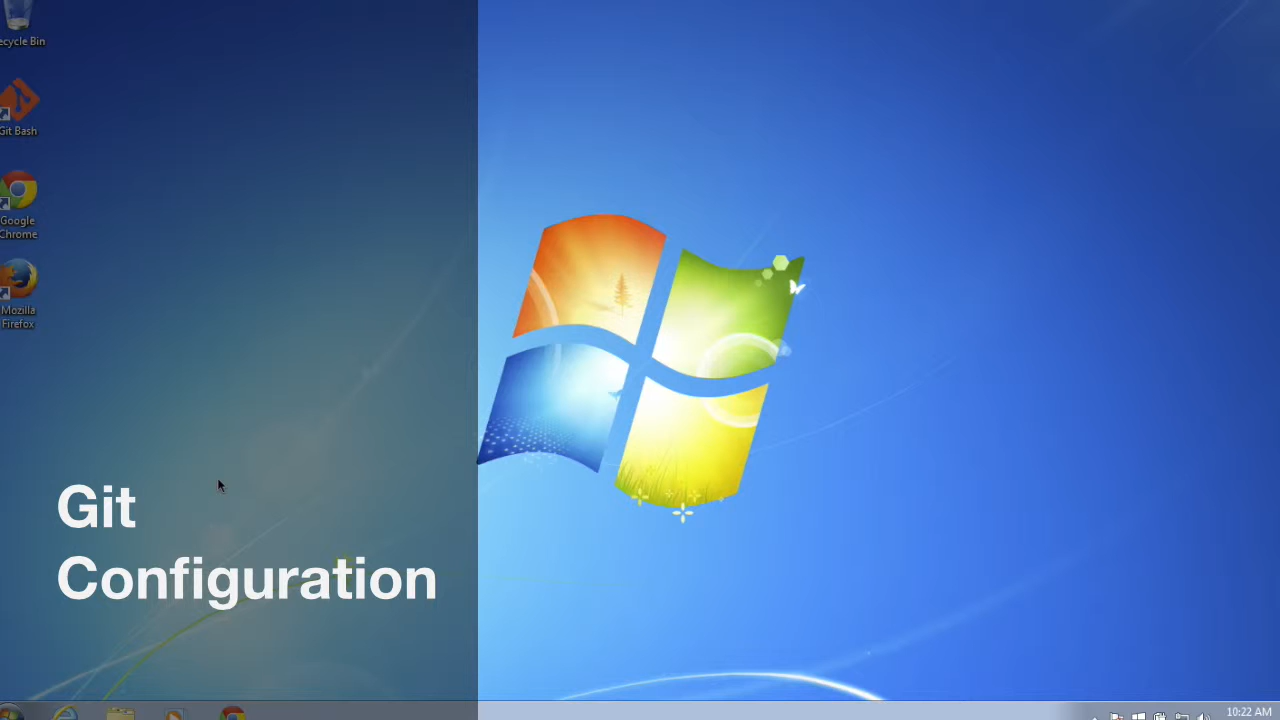 ecycle Bin
Git Bash
Google
Chrome
Mozilla
Firefox
Git
Configuration
10:22 AM